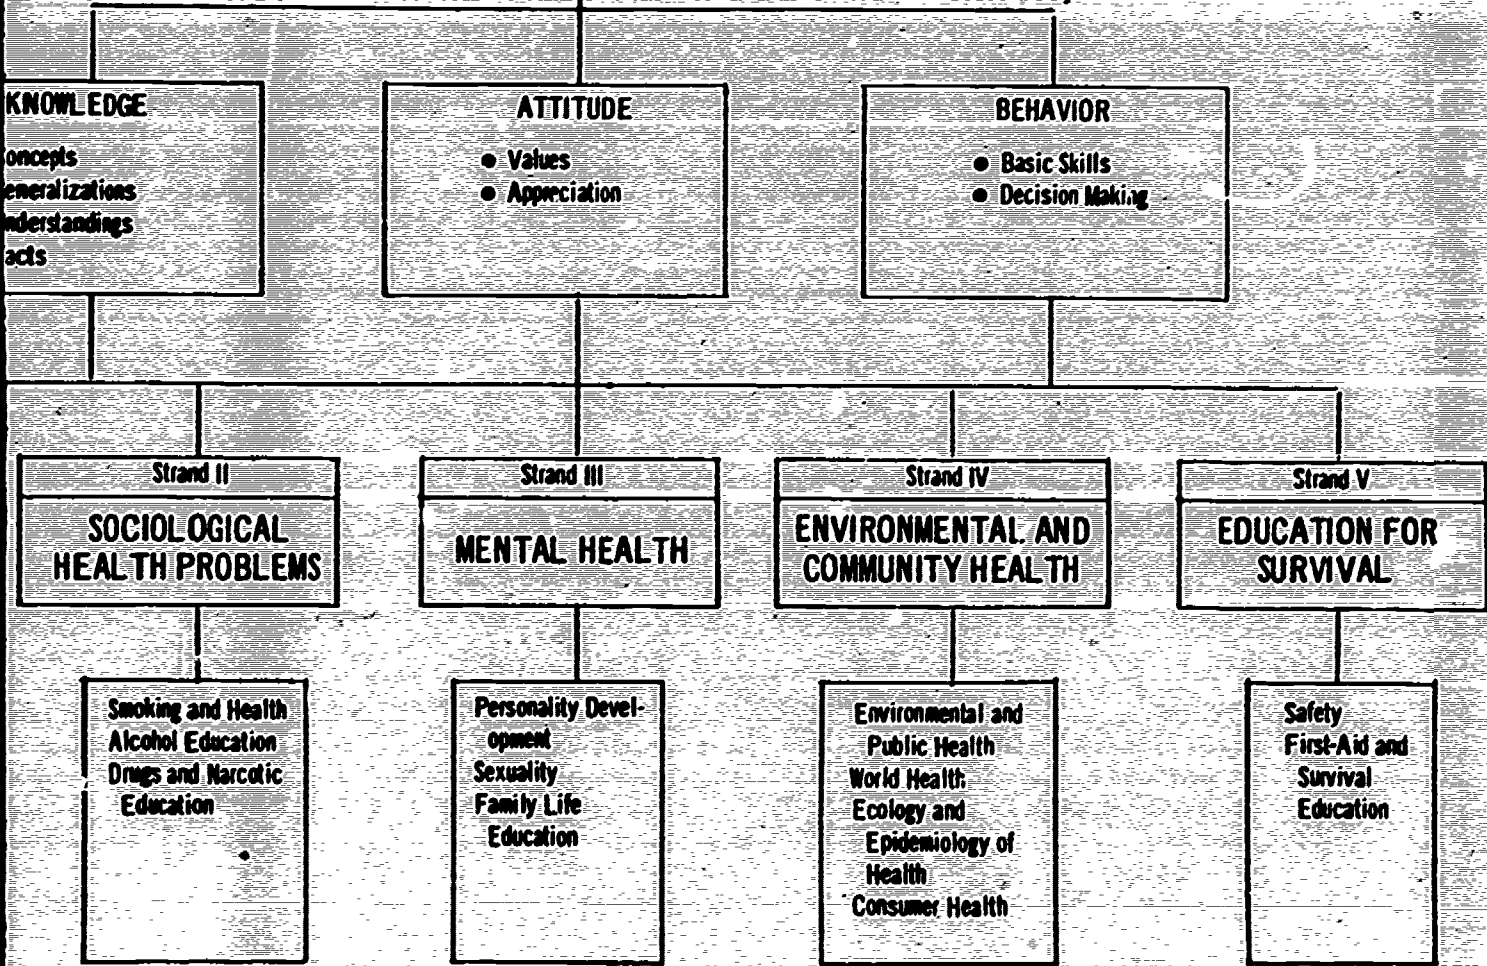 KNOWLEDGE
oncepts
eneralizations
nderstandings
acts
ATTITUDE
● Values
● Appreciation
BEHAVIOR
● Basic Skills
● Decision Making
Strand II
SOCIOLOGICAL
HEALTH PROBLEMS
Strand III
MENTAL HEALTH
Strand IV
ENVIRONMENTAL AND
COMMUNITY HEALTH
Strand V
EDUCATION FOR
SURVIVAL
Smoking and Health
Alcohol Education
Drugs and Narcotic
Education
Personality Devel-
opment
Sexuality
Family Life
Education
Environmental and
Public Health
World Health
Ecology and
Epidemiology of
Health
Consumer Health
Safety
First-Aid and
Survival
Education